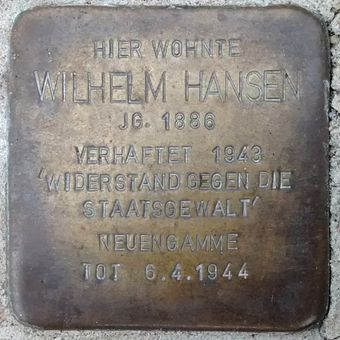 HIER WOHNTE
WILHELM HANSEN
JG. 1886
VERHAFTET 1943
'WIDERSTAND GEGEN DIE
STAATSGEWALT'
NEUENGAMME
TOT 6.4.1944